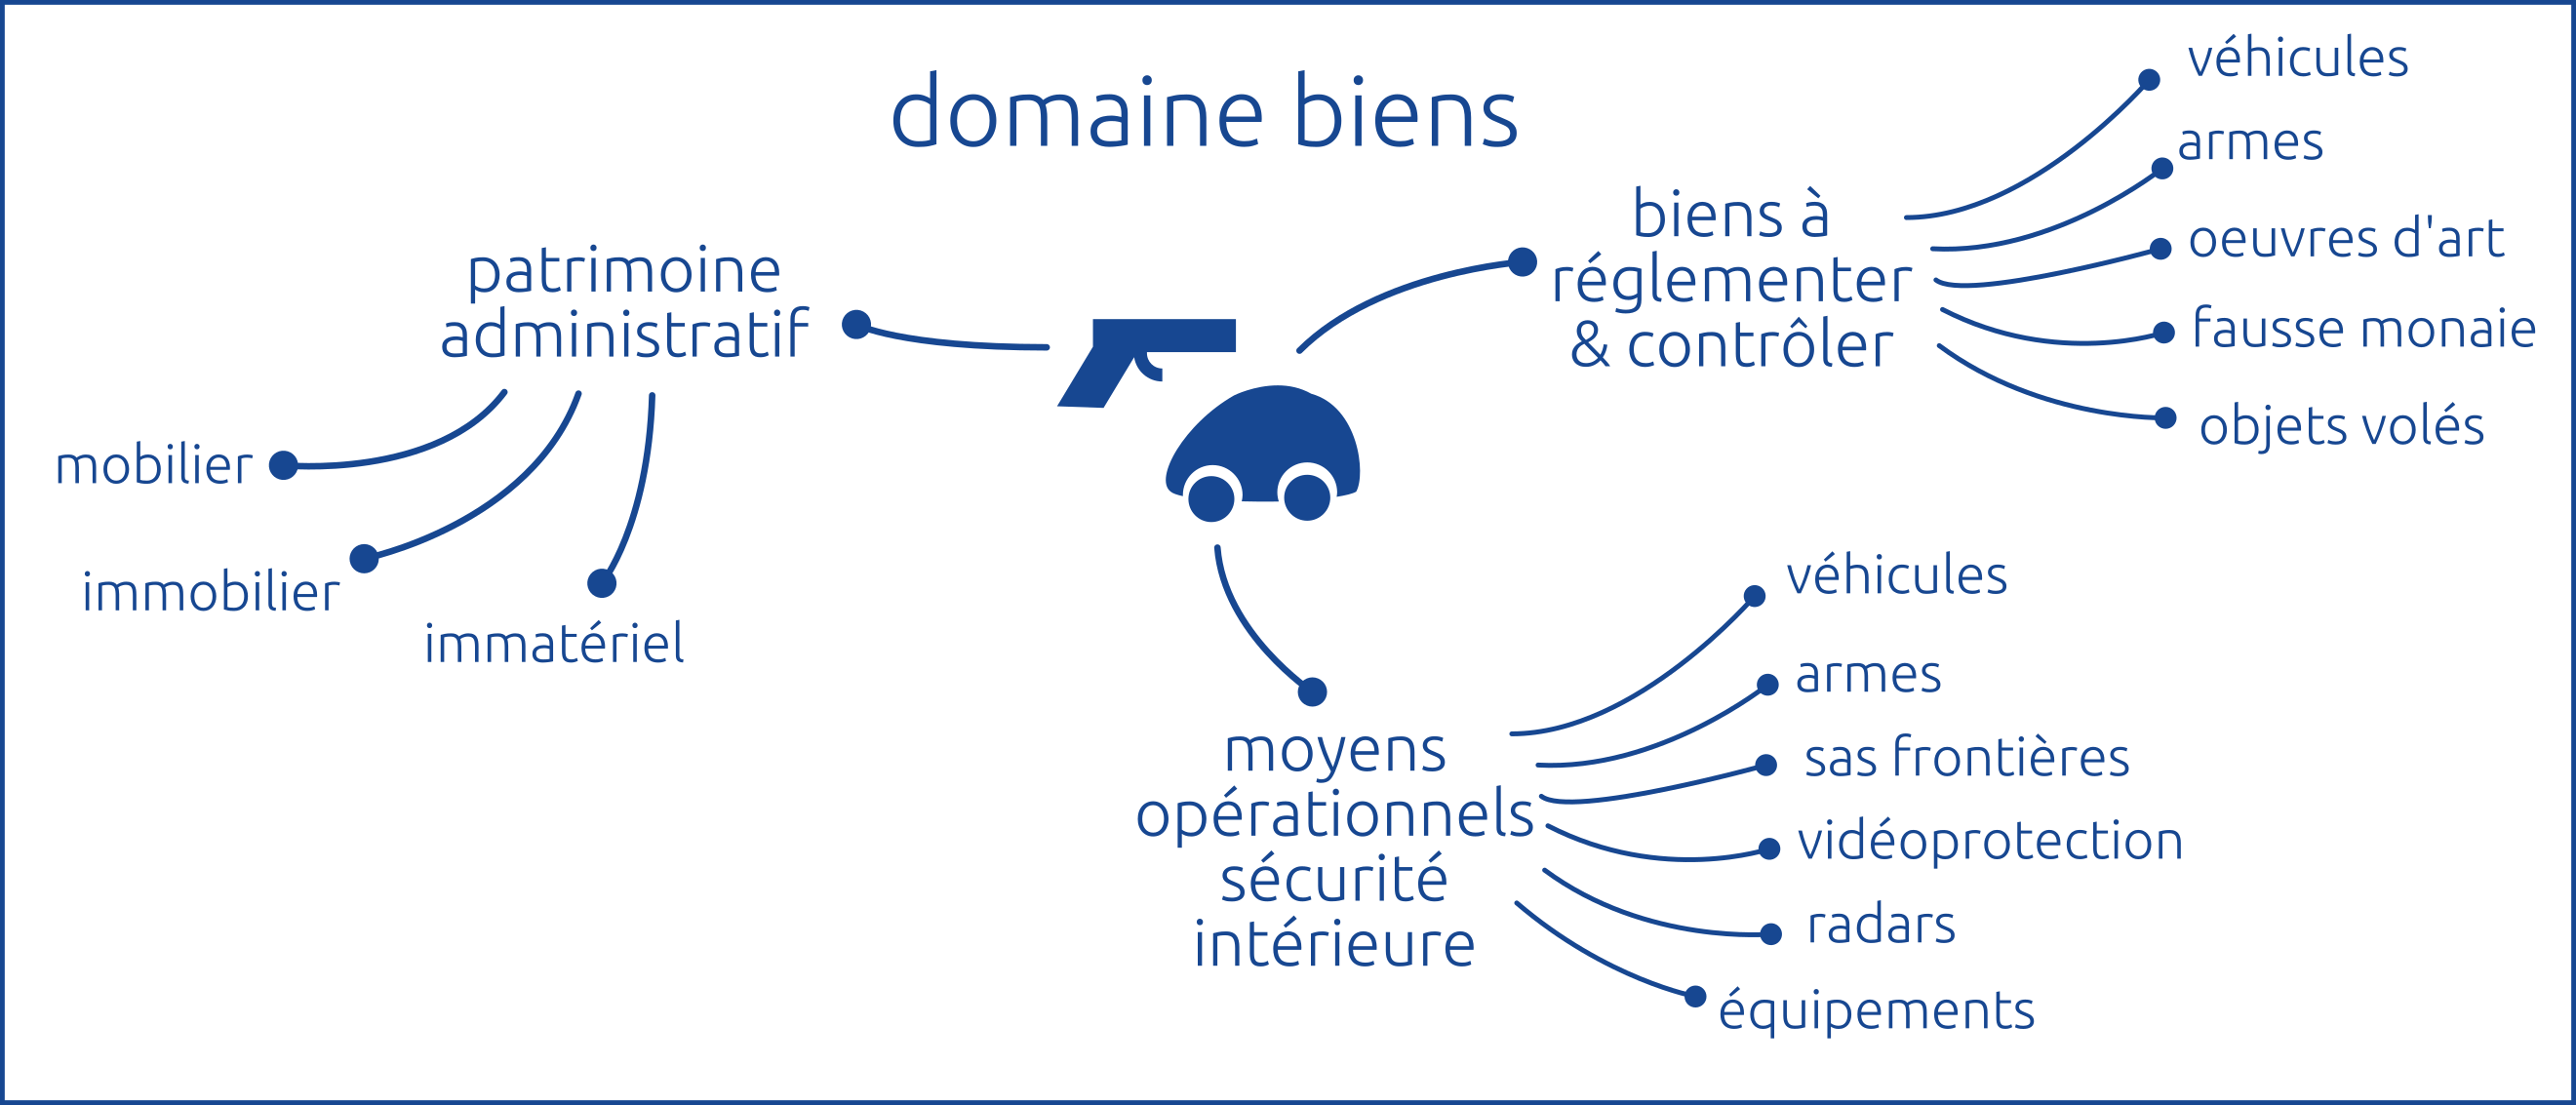 domaine biens
patrimoine
administratif
mobilier
immobilier
immatériel
biens à
réglementer
& contrôler
véhicules
armes
oeuvres d'art
fausse monaie
objets volés
moyens
opérationnels
sécurité
intérieure
véhicules
armes
sas frontières
vidéoprotection
radars
équipements